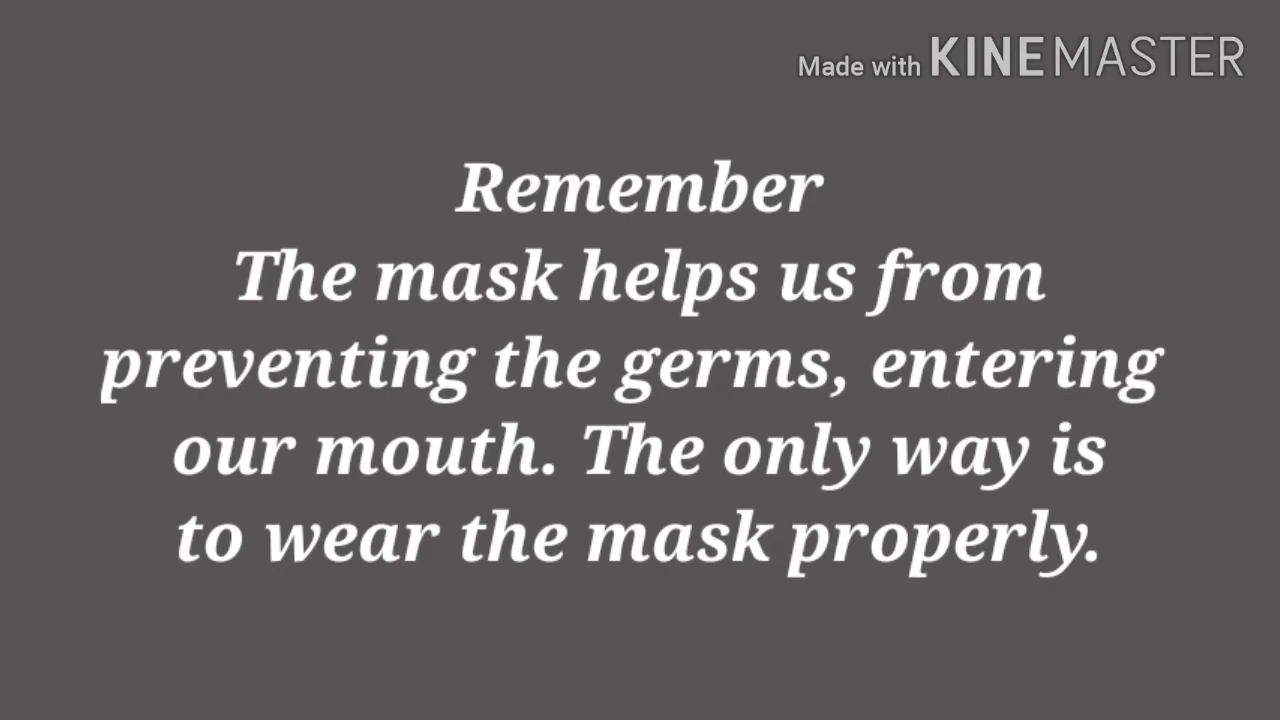 Made with KINEMASTER
Remember
The mask helps us from
preventing the germs, entering
our mouth. The only way is
to wear the mask properly.